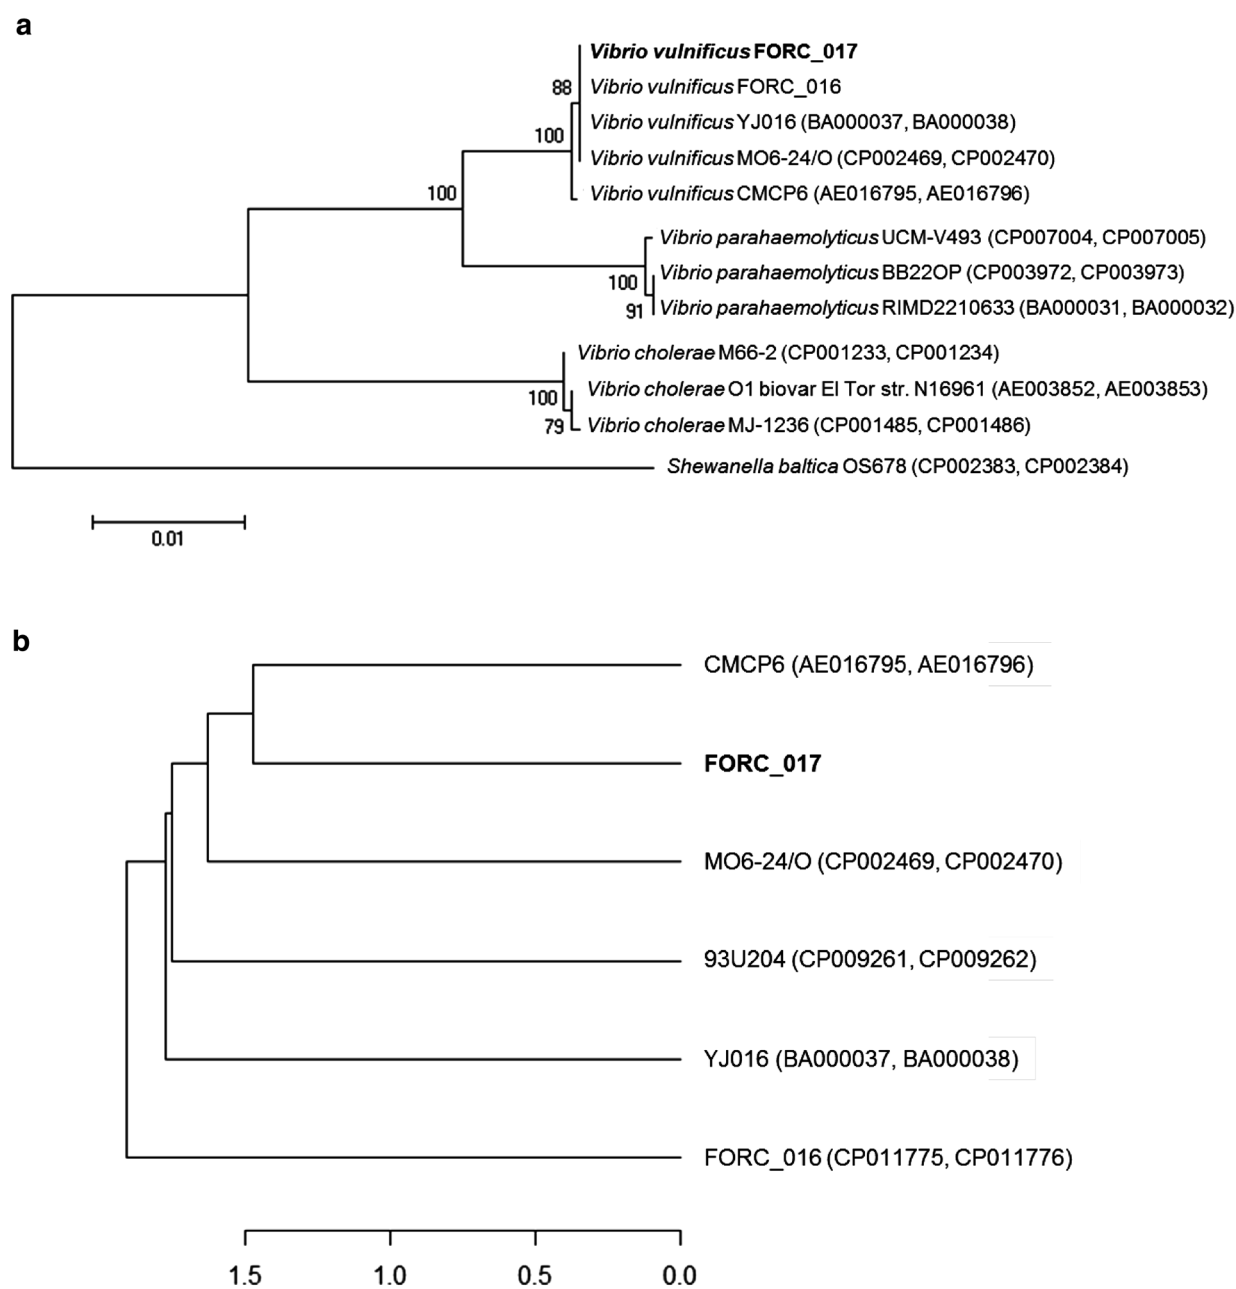 a
Vibrio vulnificus FORC_017
88
Vibrio vulnificus FORC_016
Vibrio vulnificus YJ016 (BA000037, BA000038)
100
Vibrio vulnificus MO6-24/O (CP002469, CP002470)
100
Vibrio vulnificus CMCP6 (AE016795, AE016796)
Vibrio parahaemolyticus UCM-V493 (CP007004, CP007005)
Vibrio parahaemolyticus BB22OP (CP003972, CP003973)
100
91
Vibrio parahaemolyticus RIMD2210633 (BA000031, BA000032)
Vibrio cholerae M66-2 (CP001233, CP001234)
Vibrio cholerae O1 biovar El Tor str. N16961 (AE003852, AE003853)
100
79
Vibrio cholerae MJ-1236 (CP001485, CP001486)
Shewanella baltica OS678 (CP002383, CP002384)
0.01
b
CMCP6 (AE016795, AE016796)
FORC_017
MO6-24/O (CP002469, CP002470)
93U204 (CP009261, CP009262)
YJ016 (BA000037, BA000038)
FORC_016 (CP011775, CP011776)
1.5 1.0 0.5 0.0